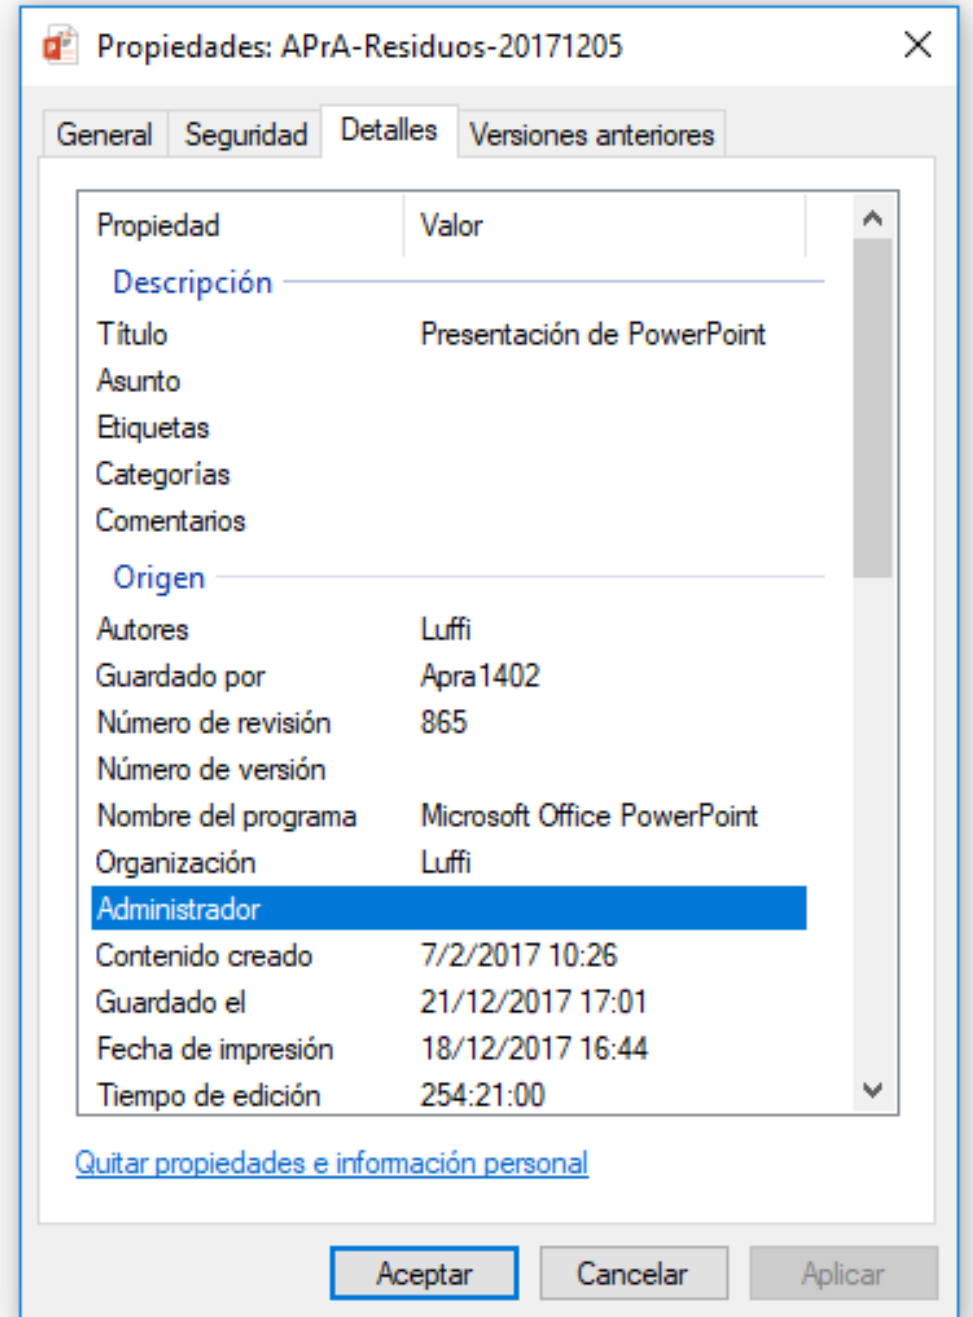 Propiedades: APrA-Residuos-20171205
General Seguridad Detalles Versiones anteriores
Propiedad Valor
Descripción
Título Presentación de PowerPoint
Asunto
Etiquetas
Categorías
Comentarios
Origen
Autores Luffi
Guardado por Apra1402
Número de revisión 865
Número de versión
Nombre del programa Microsoft Office PowerPoint
Organización Luffi
Administrador
Contenido creado 7/2/2017 10:26
Guardado el 21/12/2017 17:01
Fecha de impresión 18/12/2017 16:44
Tiempo de edición 254:21:00
Quitar propiedades e información personal
Aceptar Cancelar Aplicar